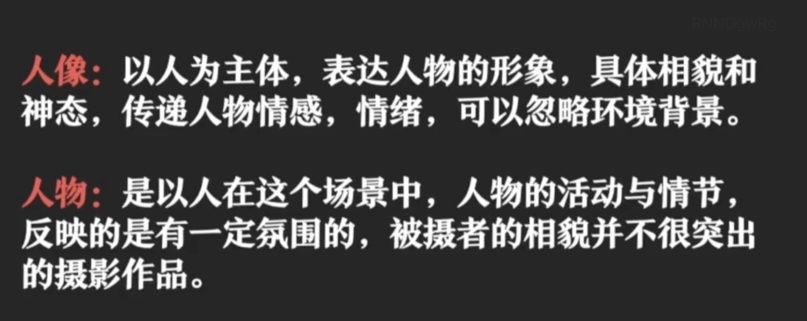 人像：以人为主体，表达人物的形象，具体相貌和
神态，传递人物情感，情绪，可以忽略环境背景。
人物：是以人在这个场景中，人物的活动与情节，
反映的是有一定氛围的，被摄者的相貌并不很突出
的摄影作品。